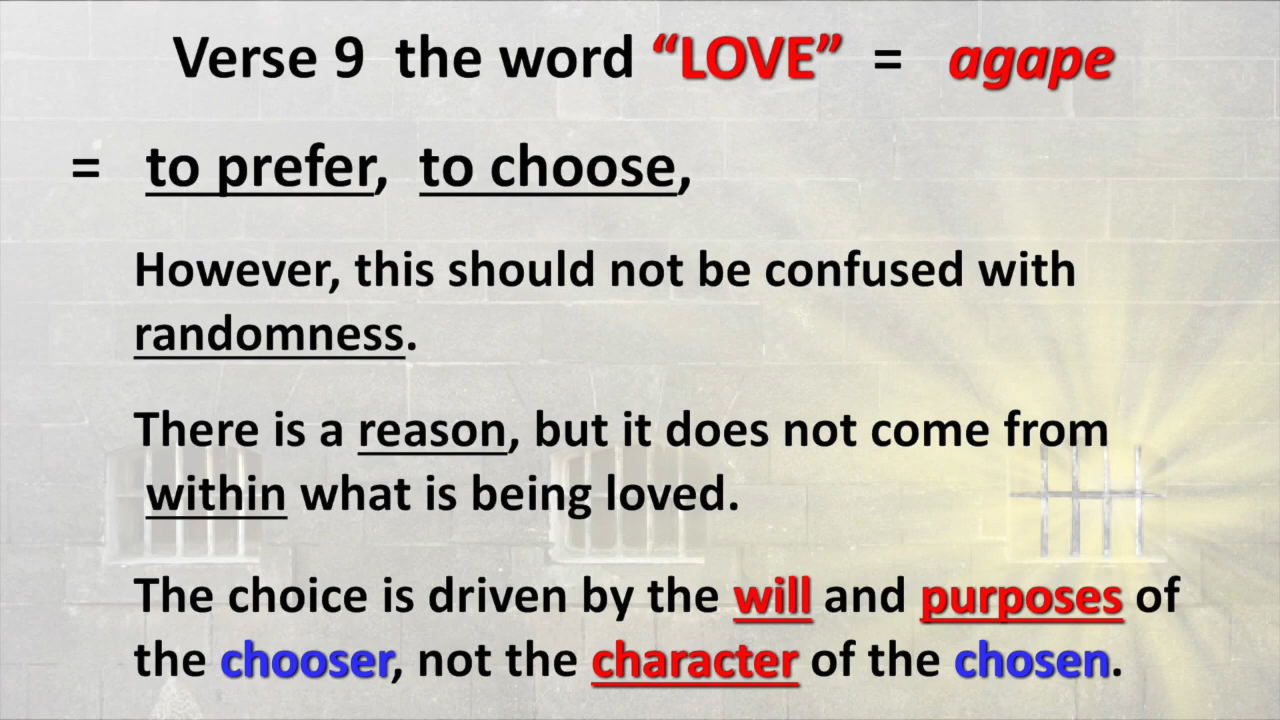 Verse 9 the word “LOVE” = agape
= to prefer, to choose,
However, this should not be confused with
randomness.
There is a reason, but it does not come from
within what is being loved.
The choice is driven by the will and purposes of
the chooser, not the character of the chosen.